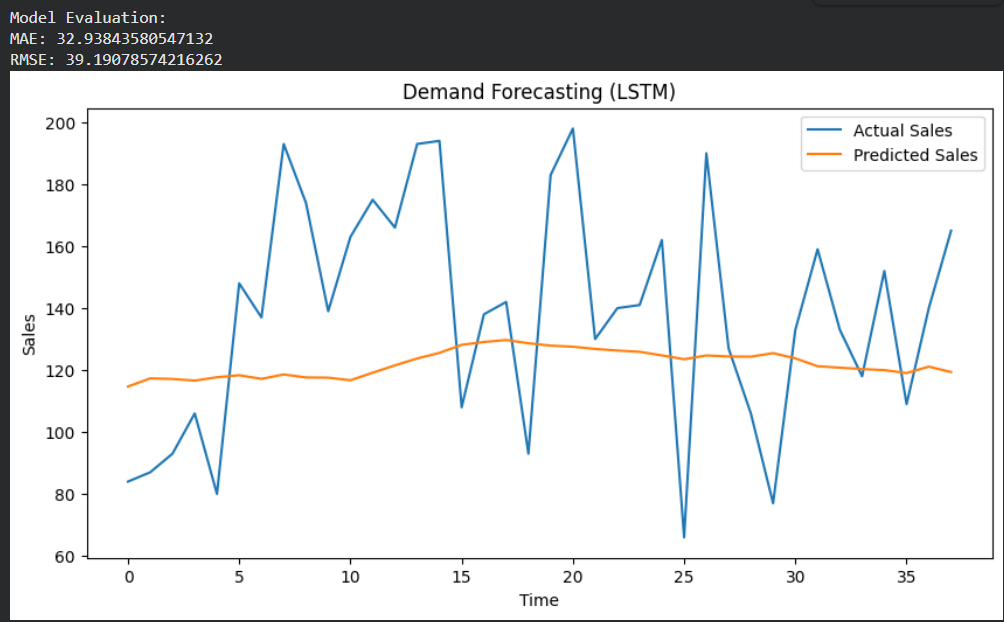 Model Evaluation:
MAE: 32.93843580547132
RMSE: 39.19078574216262
Demand Forecasting (LSTM)
Actual Sales
Predicted Sales
200
180
160
140
120
100
80
60
Sales
0 5 10 15 20 25 30 35
Time